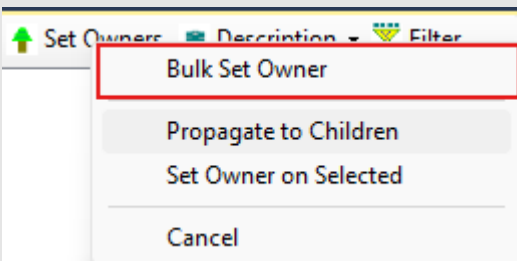 Set Owners Description Filter
Bulk Set Owner
Propagate to Children
Set Owner on Selected
Cancel